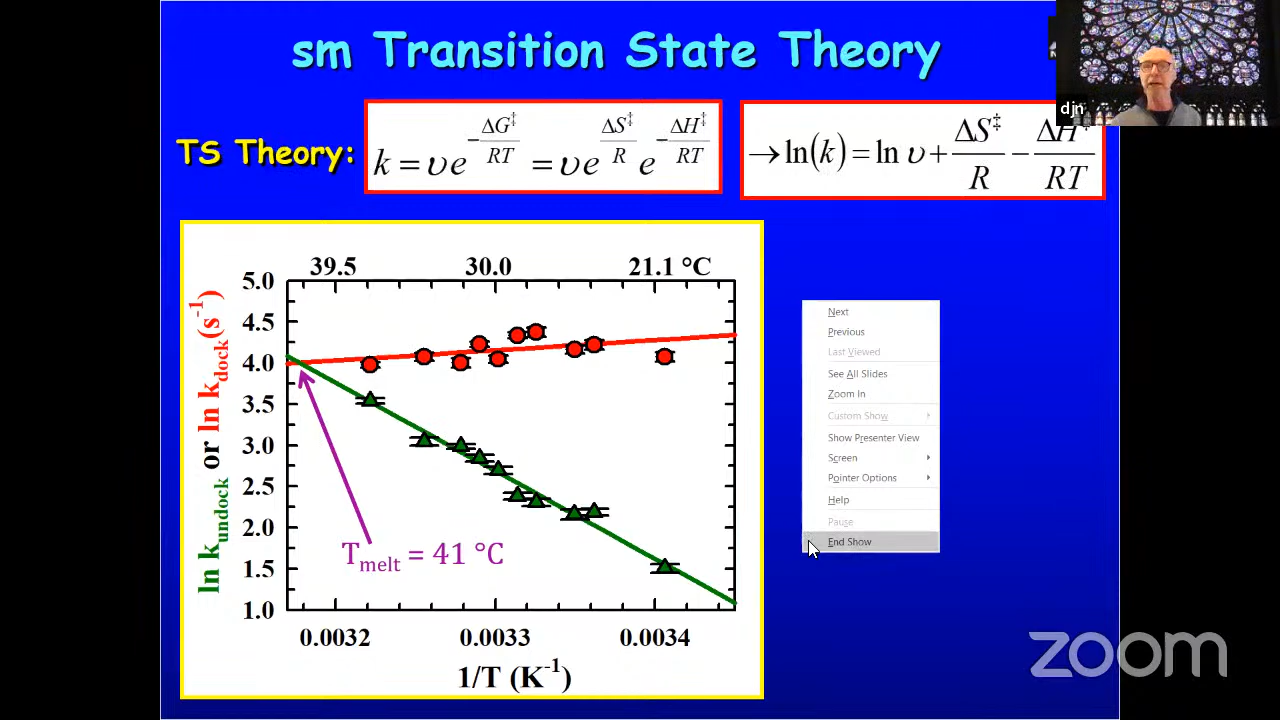 sm Transition State Theory
djn
TS Theory:
k = υe^{-ΔG‡/RT} = υe^{ΔS‡/R} e^{-ΔH‡/RT}
→ ln(k) = ln υ + ΔS‡/R − ΔH‡/RT
39.5 30.0 21.1 °C
5.0
4.5
4.0
3.5
3.0
2.5
2.0
1.5
1.0
ln k_undock or ln k_dock (s^-1)
T_melt = 41 °C
0.0032 0.0033 0.0034
1/T (K^-1)
Next
Previous
Last Viewed
See All Slides
Zoom In
Custom Show
Show Presenter View
Screen
Pointer Options
Help
Pause
End Show
zoom